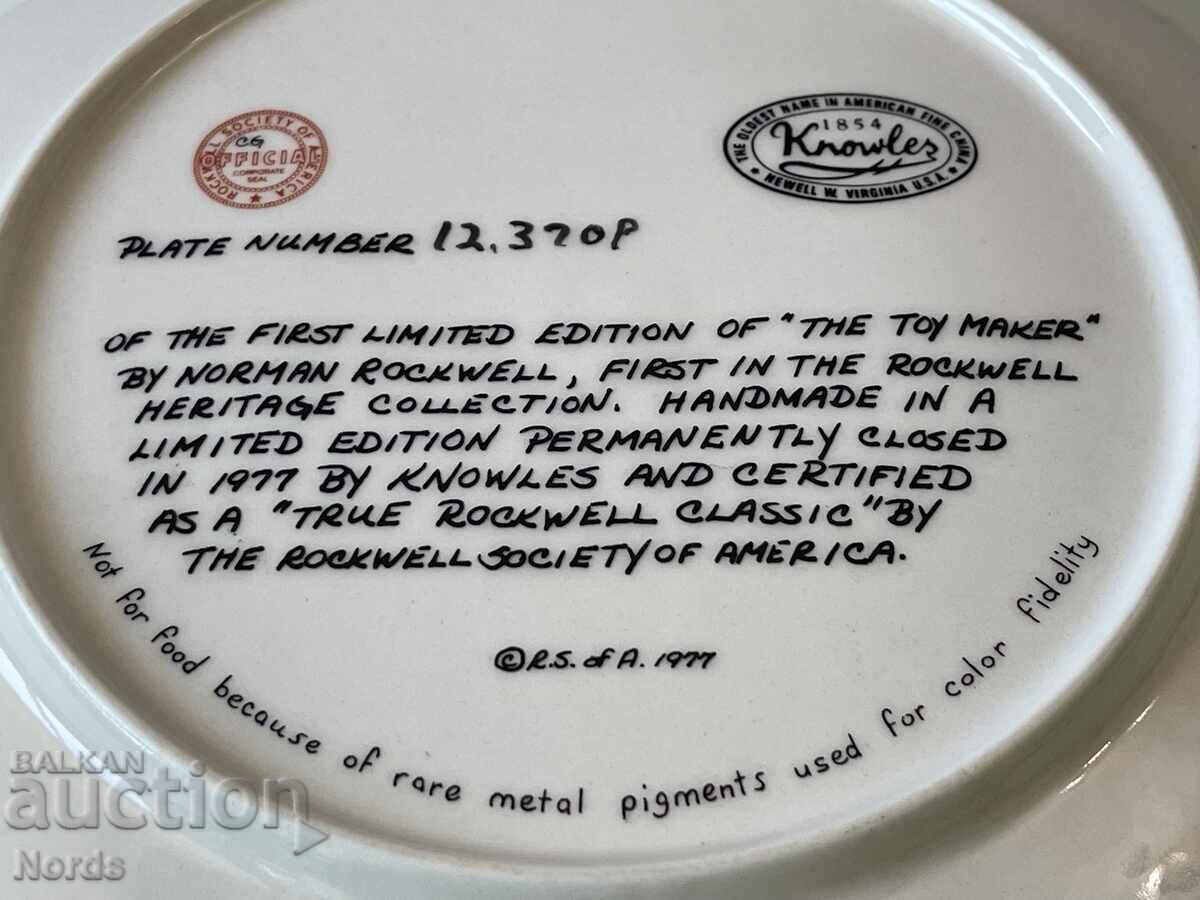 ROCKWELL SOCIETY OF AMERICA
CG
OFFICIAL
CORPORATE
SEAL
THE OLDEST NAME IN AMERICAN FINE CHINA
1854
Knowles
NEWELL W. VIRGINIA U.S.A.
PLATE NUMBER 12,370P
OF THE FIRST LIMITED EDITION OF "THE TOY MAKER"
BY NORMAN ROCKWELL, FIRST IN THE ROCKWELL
HERITAGE COLLECTION. HANDMADE IN A
LIMITED EDITION PERMANENTLY CLOSED
IN 1977 BY KNOWLES AND CERTIFIED
AS A "TRUE ROCKWELL CLASSIC" BY
THE ROCKWELL SOCIETY OF AMERICA.
© R.S. of A. 1977
Not for food because of rare metal pigments used for color fidelity
BALKAN
auction
Nords